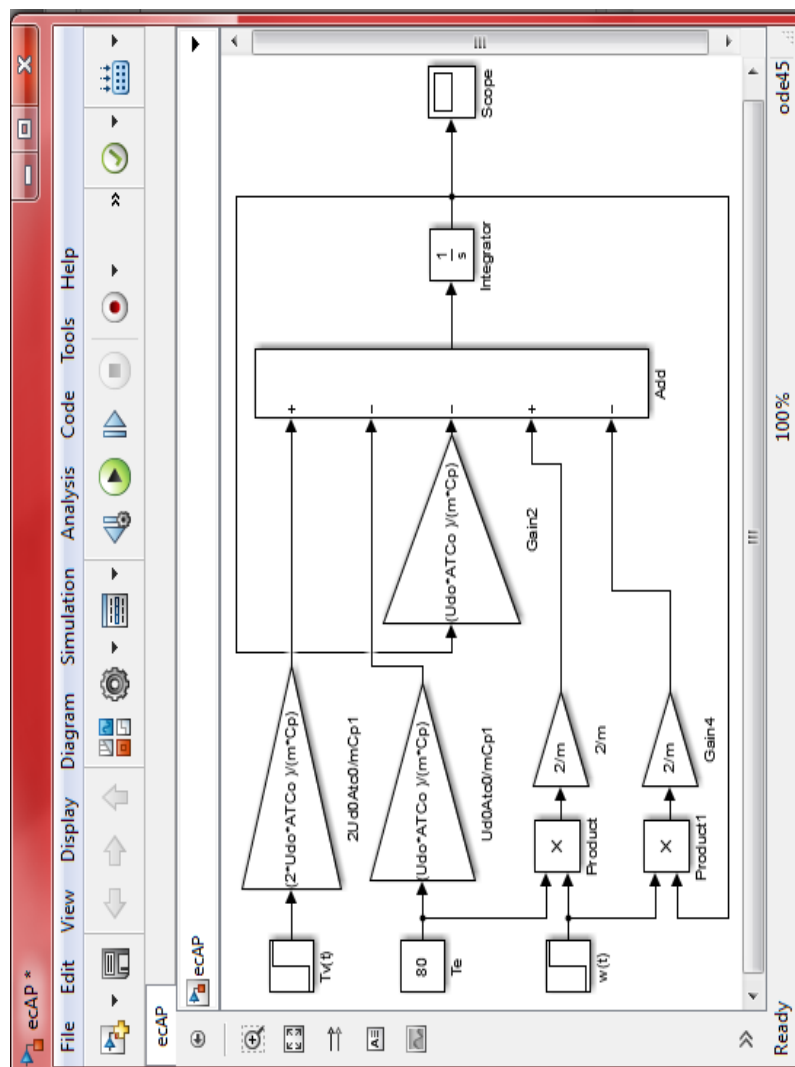 ecAP *
File Edit View Display Diagram Simulation Analysis Code Tools Help
ecAP
ecAP
Tv(t)
(2*Udo*ATCo )/(m*Cp)
2Ud0Atc0/mCp1
80
Te
(Udo*ATCo )/(m*Cp)
Ud0Atc0/mCp1
(Udo*ATCo )/(m*Cp)
Gain2
w(t)
×
Product
2/m
2/m
×
Product1
2/m
Gain4
+
−
−
+
−
Add
1
s
Integrator
Scope
Ready 100% ode45